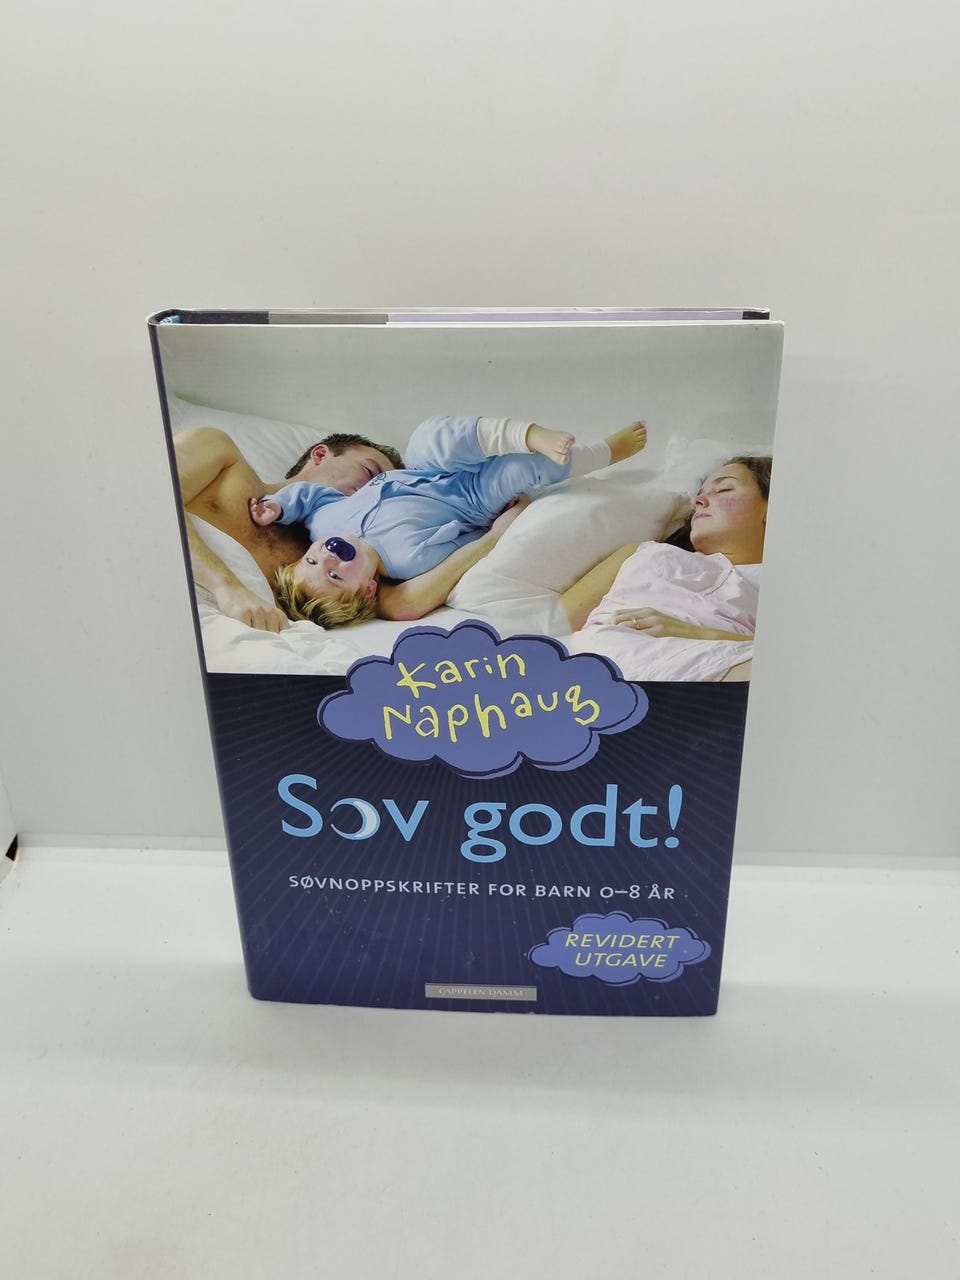 Karin
Naphaug
Sov godt!
SØVNOPPSKRIFTER FOR BARN 0–8 ÅR
REVIDERT
UTGAVE
CAPPELEN DAMM